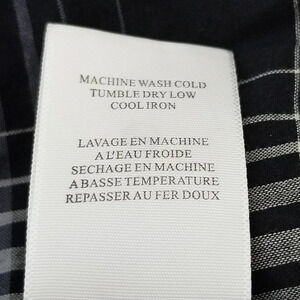 MACHINE WASH COLD
TUMBLE DRY LOW
COOL IRON
LAVAGE EN MACHINE
A L'EAU FROIDE
SECHAGE EN MACHINE
A BASSE TEMPERATURE
REPASSER AU FER DOUX